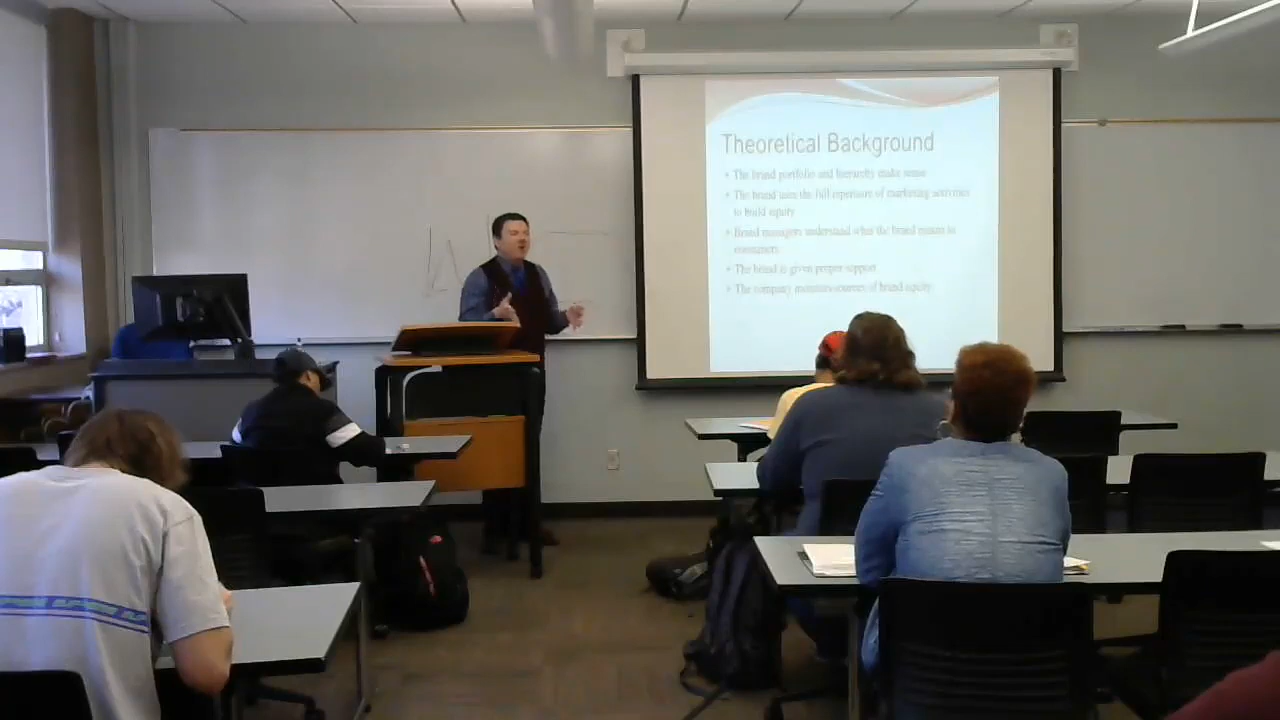 Theoretical Background
• The brand portfolio and hierarchy make sense
• The brand uses the full repertoire of marketing activities
to build equity
• Brand managers understand what the brand means to
consumers
• The brand is given proper support
• The company monitors sources of brand equity